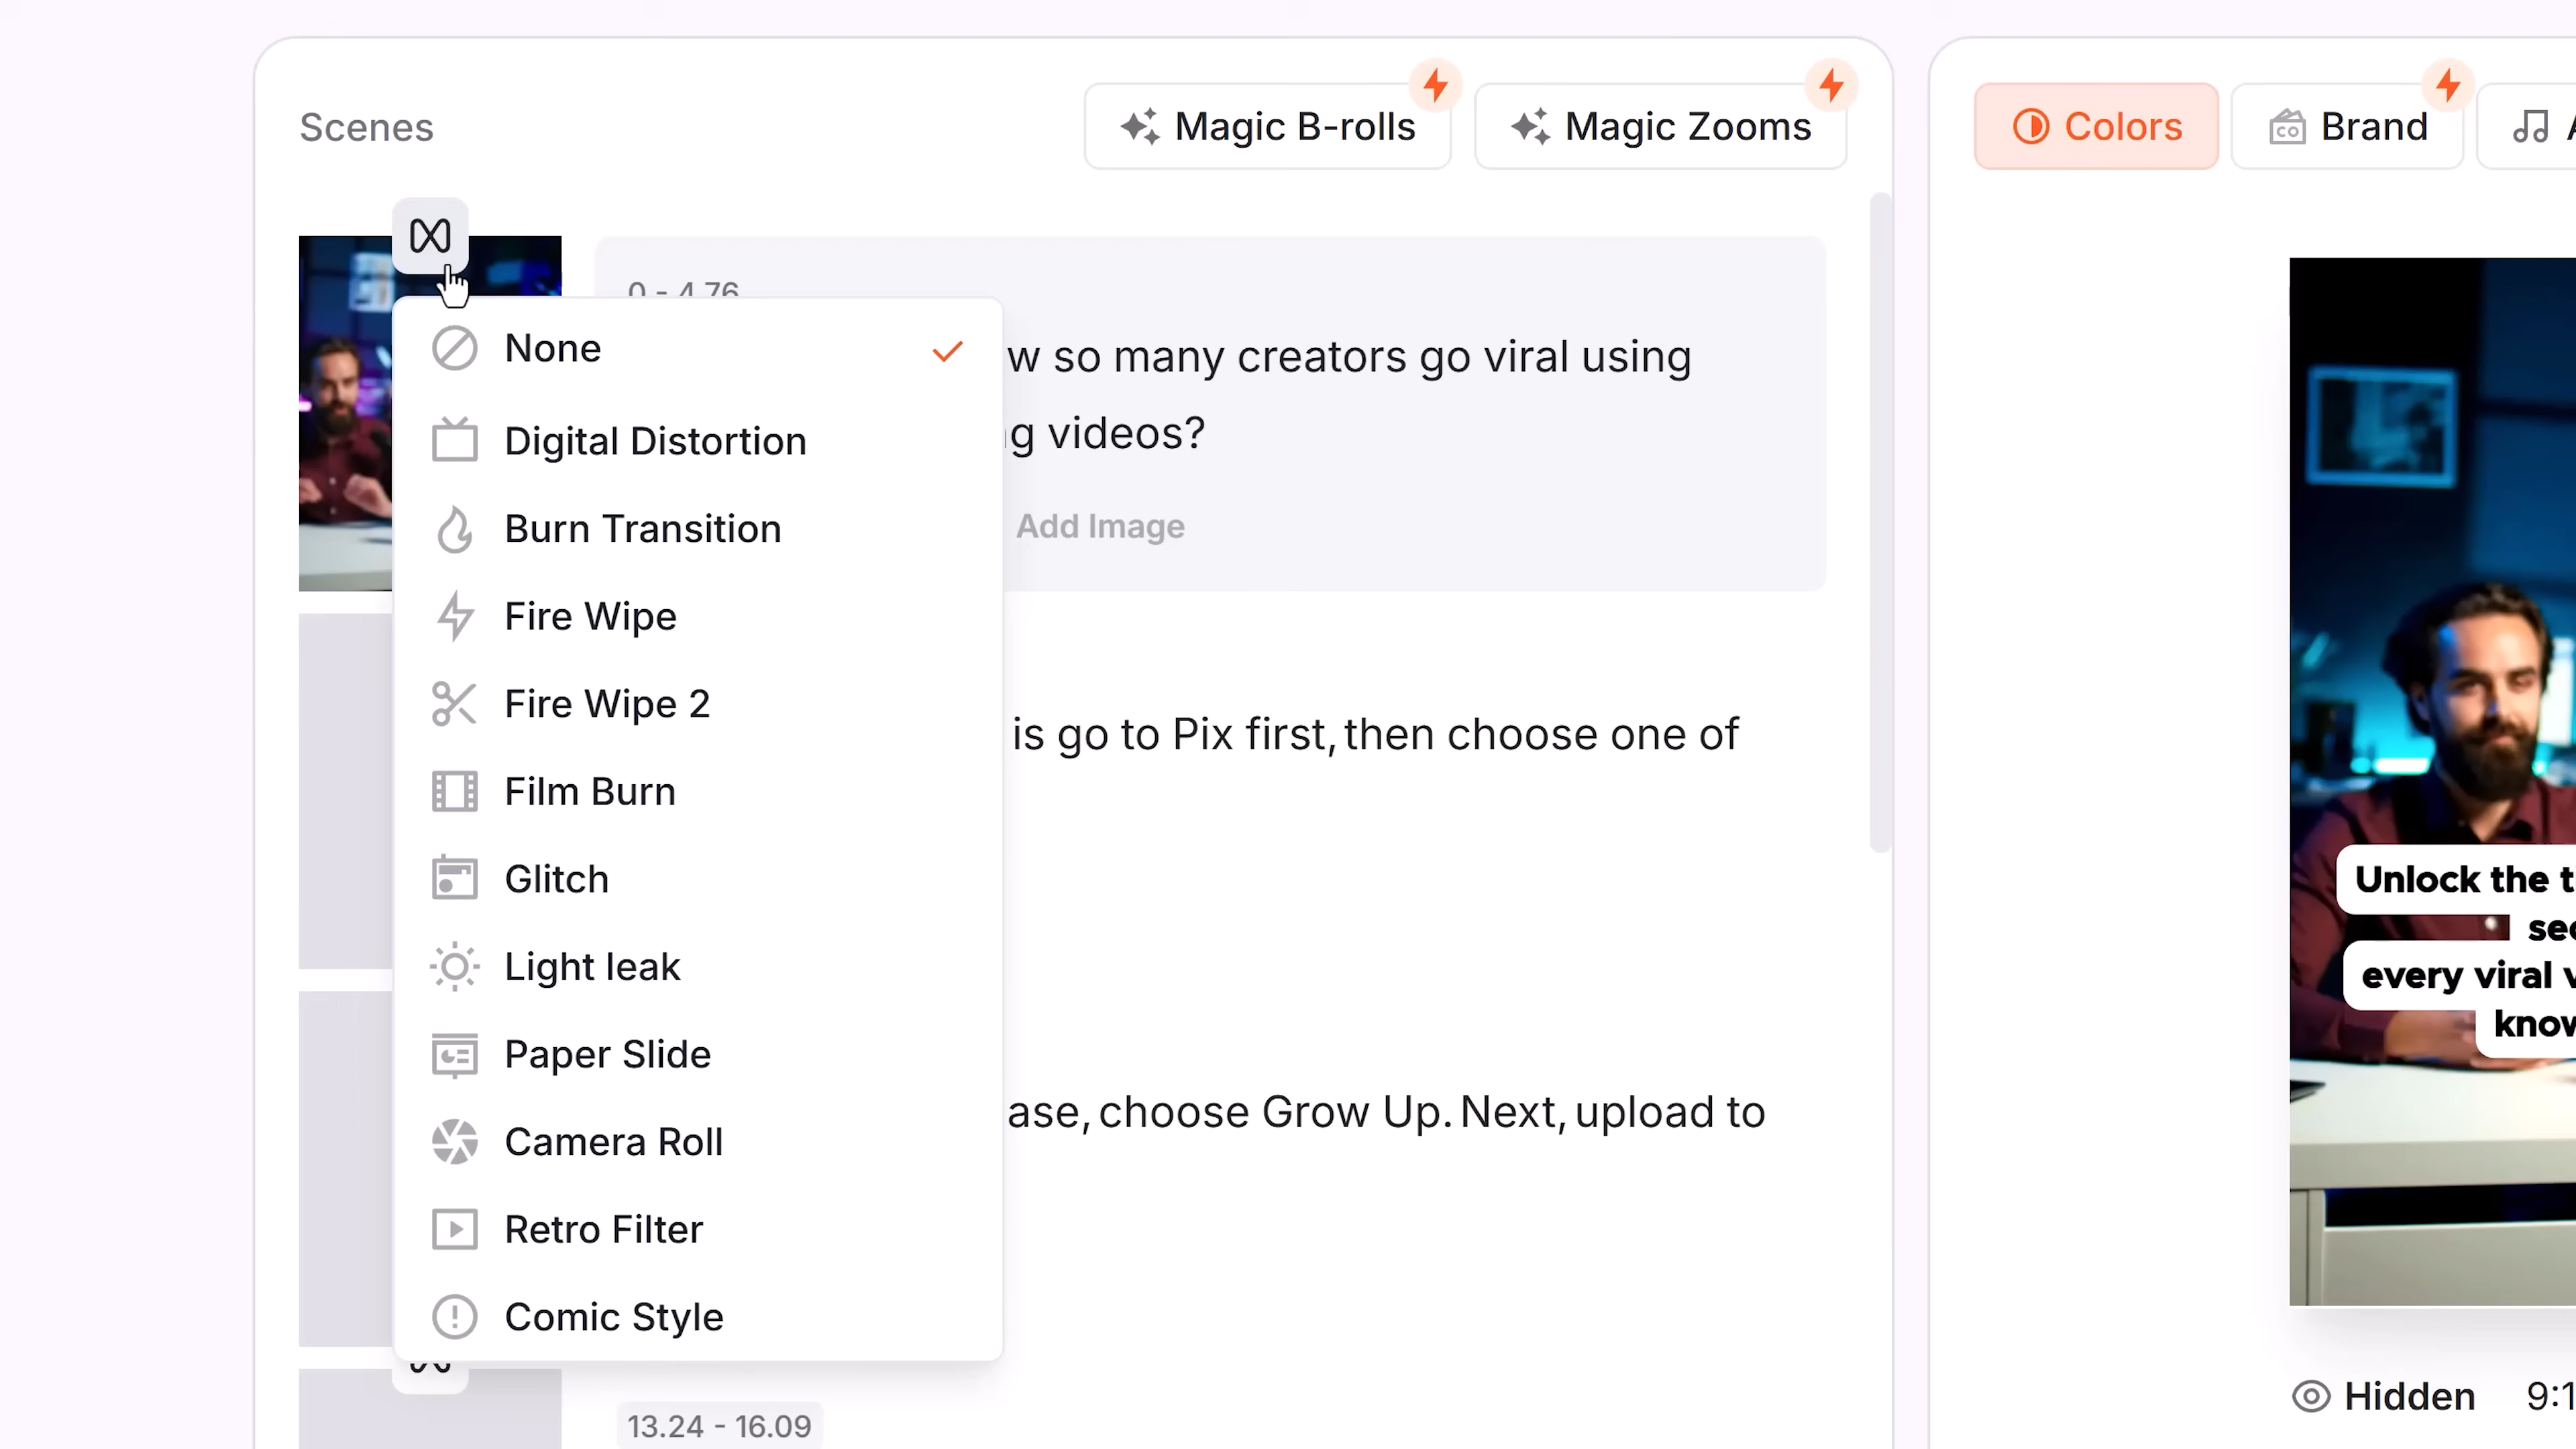 Scenes
Magic B-rolls
Magic Zooms
Colors
Brand
0 - 4.76
None
Digital Distortion
Burn Transition
Fire Wipe
Fire Wipe 2
Film Burn
Glitch
Light leak
Paper Slide
Camera Roll
Retro Filter
Comic Style
so many creators go viral using
videos?
Add Image
is go to Pix first, then choose one of
choose Grow Up. Next, upload to
13.24 - 16.09
Unlock the
every viral
Hidden